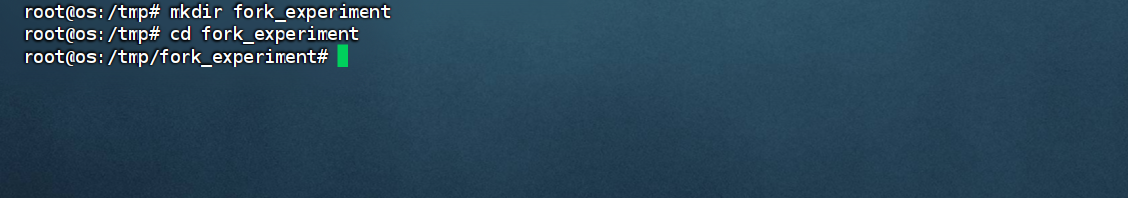 root@os:/tmp# mkdir fork_experiment
root@os:/tmp# cd fork_experiment
root@os:/tmp/fork_experiment#